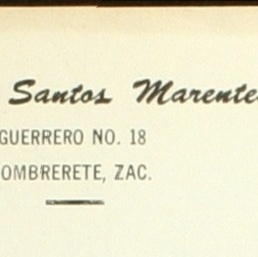 Santos Marente
GUERRERO NO. 18
OMBRERETE, ZAC.